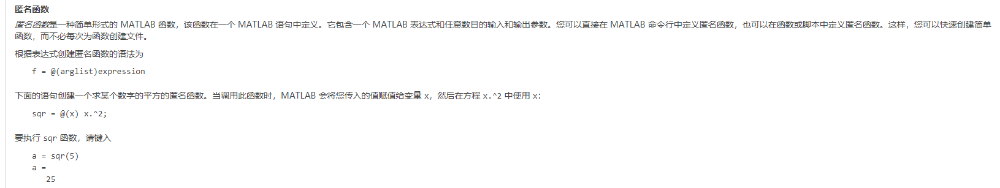 匿名函数
匿名函数是一种简单形式的 MATLAB 函数，该函数在一个 MATLAB 语句中定义。它包含一个 MATLAB 表达式和任意数目的输入和输出参数。您可以直接在 MATLAB 命令行中定义匿名函数，也可以在函数或脚本中定义匿名函数。这样，您可以快速创建简单
函数，而不必每次为函数创建文件。
根据表达式创建匿名函数的语法为
f = @(arglist)expression
下面的语句创建一个求某个数字的平方的匿名函数。当调用此函数时，MATLAB 会将您传入的值赋值给变量 x，然后在方程 x.^2 中使用 x：
sqr = @(x) x.^2;
要执行 sqr 函数，请键入
a = sqr(5)
a =
25